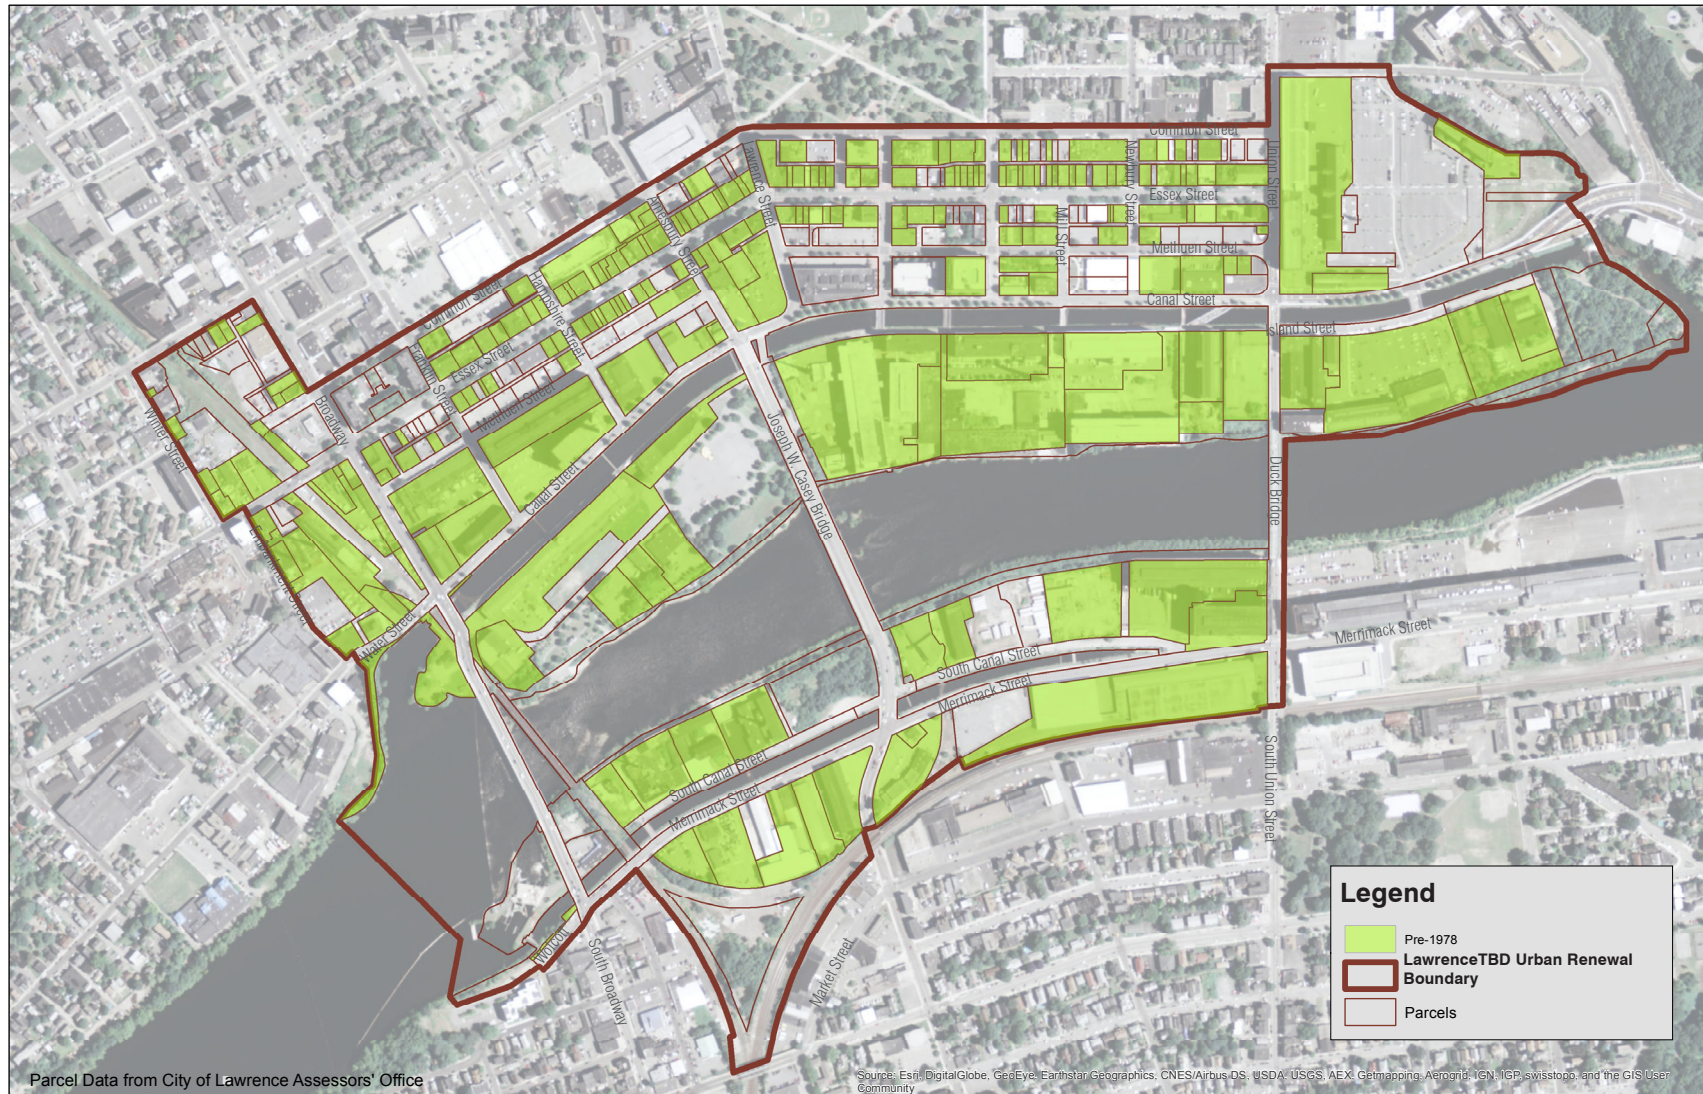 Common Street
Newbury Street
Union Street
Lawrence Street
Essex Street
Amesbury Street
Mill Street
Methuen Street
Hampshire Street
Common Street
Canal Street
Island Street
Franklin Street
Essex Street
Methuen Street
Broadway
Winter Street
Joseph W. Casey Bridge
Canal Street
Duck Bridge
Embankment Street
Water Street
Merrimack Street
South Canal Street
Merrimack Street
South Canal Street
Merrimack Street
South Union Street
Wolcott
South Broadway
Market Street
Legend
Pre-1978
LawrenceTBD Urban Renewal
Boundary
Parcels
Parcel Data from City of Lawrence Assessors' Office
Source: Esri, DigitalGlobe, GeoEye, Earthstar Geographics, CNES/Airbus DS, USDA, USGS, AEX, Getmapping, Aerogrid, IGN, IGP, swisstopo, and the GIS User
Community